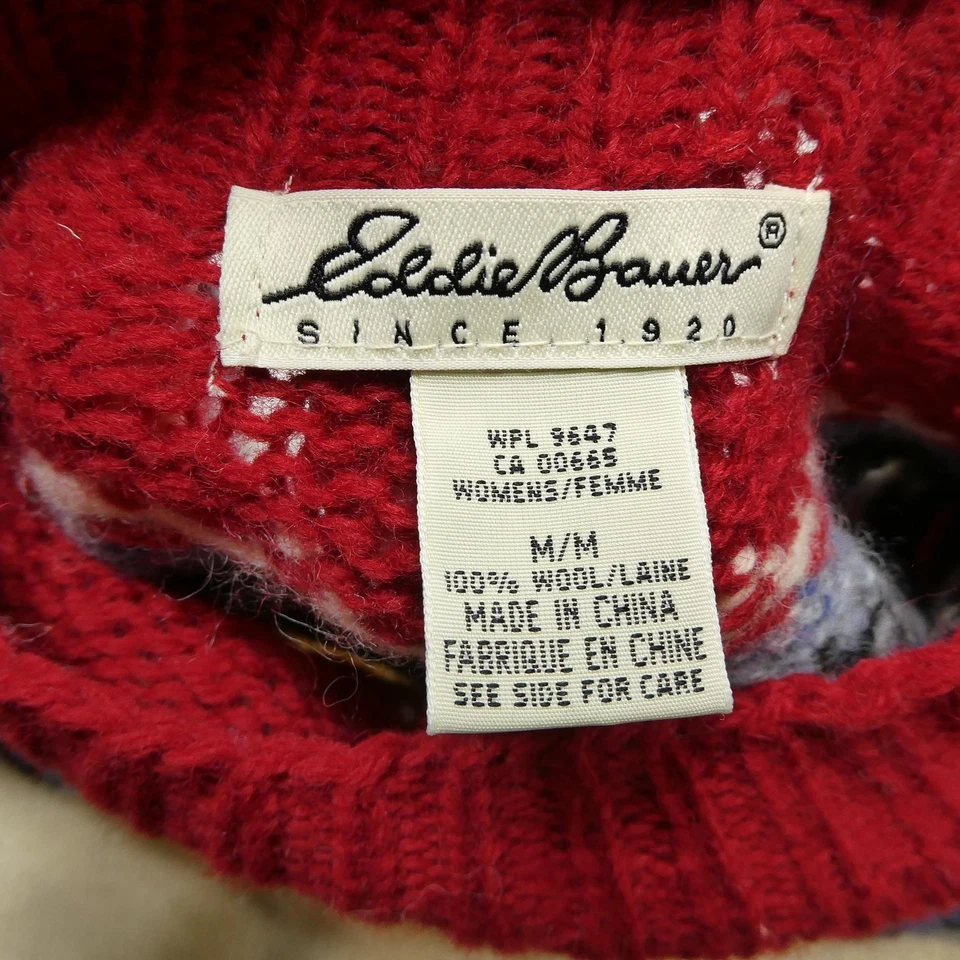 Eddie Bauer ®
SINCE 1920
WPL 9647
CA 00665
WOMENS/FEMME
M/M
100% WOOL/LAINE
MADE IN CHINA
FABRIQUE EN CHINE
SEE SIDE FOR CARE